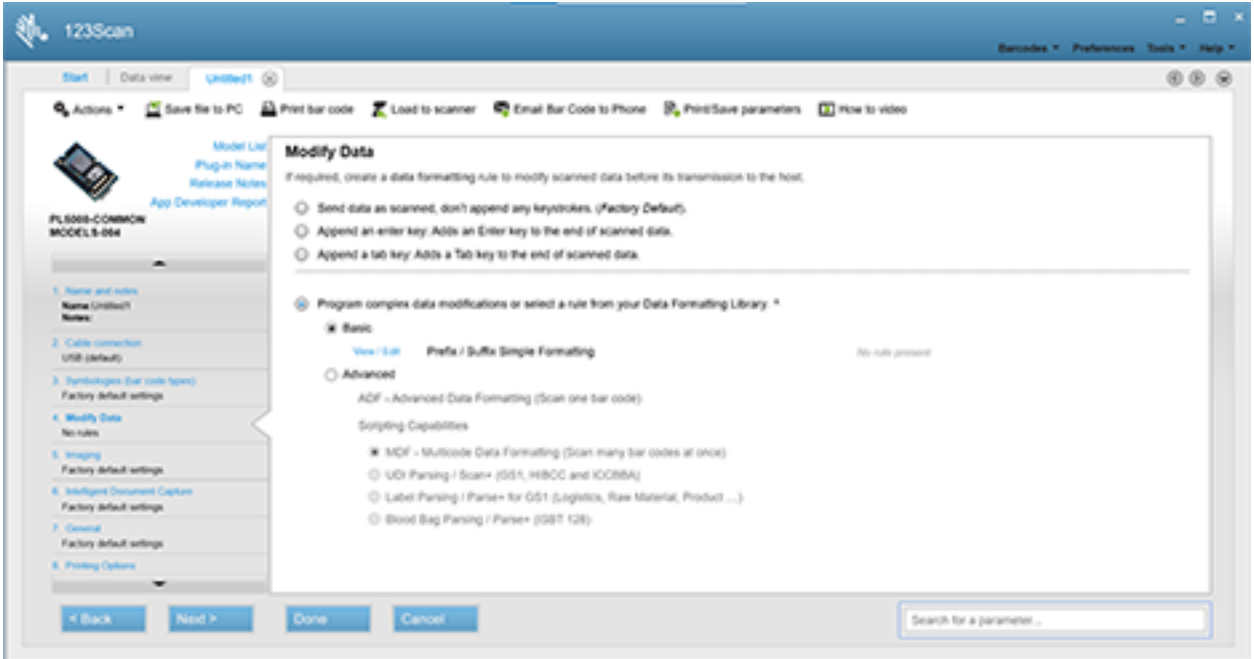 123Scan
Barcodes Preferences Tools Help
Start Data view Untitled1
Actions Save file to PC Print bar code Load to scanner Email Bar Code to Phone Print/Save parameters How to video
Model List
Plug-in Name
Release Notes
App Developer Report
PL5000-COMMON
MODELS-004
1. Name and notes
Name:Untitled1
Notes:
2. Cable connection
USB (default)
3. Symbologies (bar code types)
Factory default settings
4. Modify Data
No rules
5. Imaging
Factory default settings
6. Intelligent Document Capture
Factory default settings
7. General
Factory default settings
8. Printing Options
Modify Data
If required, create a data formatting rule to modify scanned data before its transmission to the host.
Send data as scanned, don't append any keystrokes. (Factory Default).
Append an enter key: Adds an Enter key to the end of scanned data.
Append a tab key: Adds a Tab key to the end of scanned data.
Program complex data modifications or select a rule from your Data Formatting Library. *
Basic
View / Edit Prefix / Suffix Simple Formatting No rule present
Advanced
ADF - Advanced Data Formatting (Scan one bar code)
Scripting Capabilities
MDF - Multicode Data Formatting (Scan many bar codes at once)
UDI Parsing / Scan+ (GS1, HIBCC and ICCBBA)
Label Parsing / Parse+ for GS1 (Logistics, Raw Material, Product ...)
Blood Bag Parsing / Parse+ (ISBT 128)
< Back Next > Done Cancel Search for a parameter...